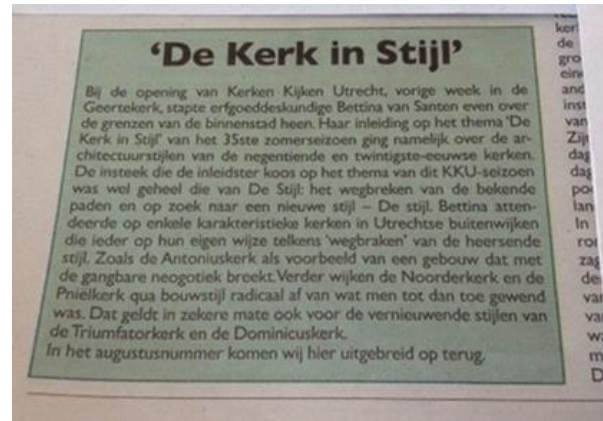 'De Kerk in Stijl'
Bij de opening van Kerken Kijken Utrecht, vorige week in de
Geertekerk, stapte erfgoeddeskundige Bettina van Santen even over
de grenzen van de binnenstad heen. Haar inleiding op het thema 'De
Kerk in Stijl' van het 35ste zomerseizoen ging namelijk over de ar-
chitectuurstijlen van de negentiende en twintigste-eeuwse kerken.
De insteek die de inleidster koos op het thema van dit KKU-seizoen
was wel geheel die van De Stijl: het wegbreken van de bekende
paden en op zoek naar een nieuwe stijl – De stijl. Bettina atten-
deerde op enkele karakteristieke kerken in Utrechtse buitenwijken
die ieder op hun eigen wijze telkens 'wegbraken' van de heersende
stijl. Zoals de Antoniuskerk als voorbeeld van een gebouw dat met
de gangbare neogotiek breekt. Verder wijken de Noorderkerk en de
Pniëlkerk qua bouwstijl radicaal af van wat men tot dan toe gewend
was. Dat geldt in zekere mate ook voor de vernieuwende stijlen van
de Triumfatorkerk en de Dominicuskerk.
In het augustusnummer komen wij hier uitgebreid op terug.